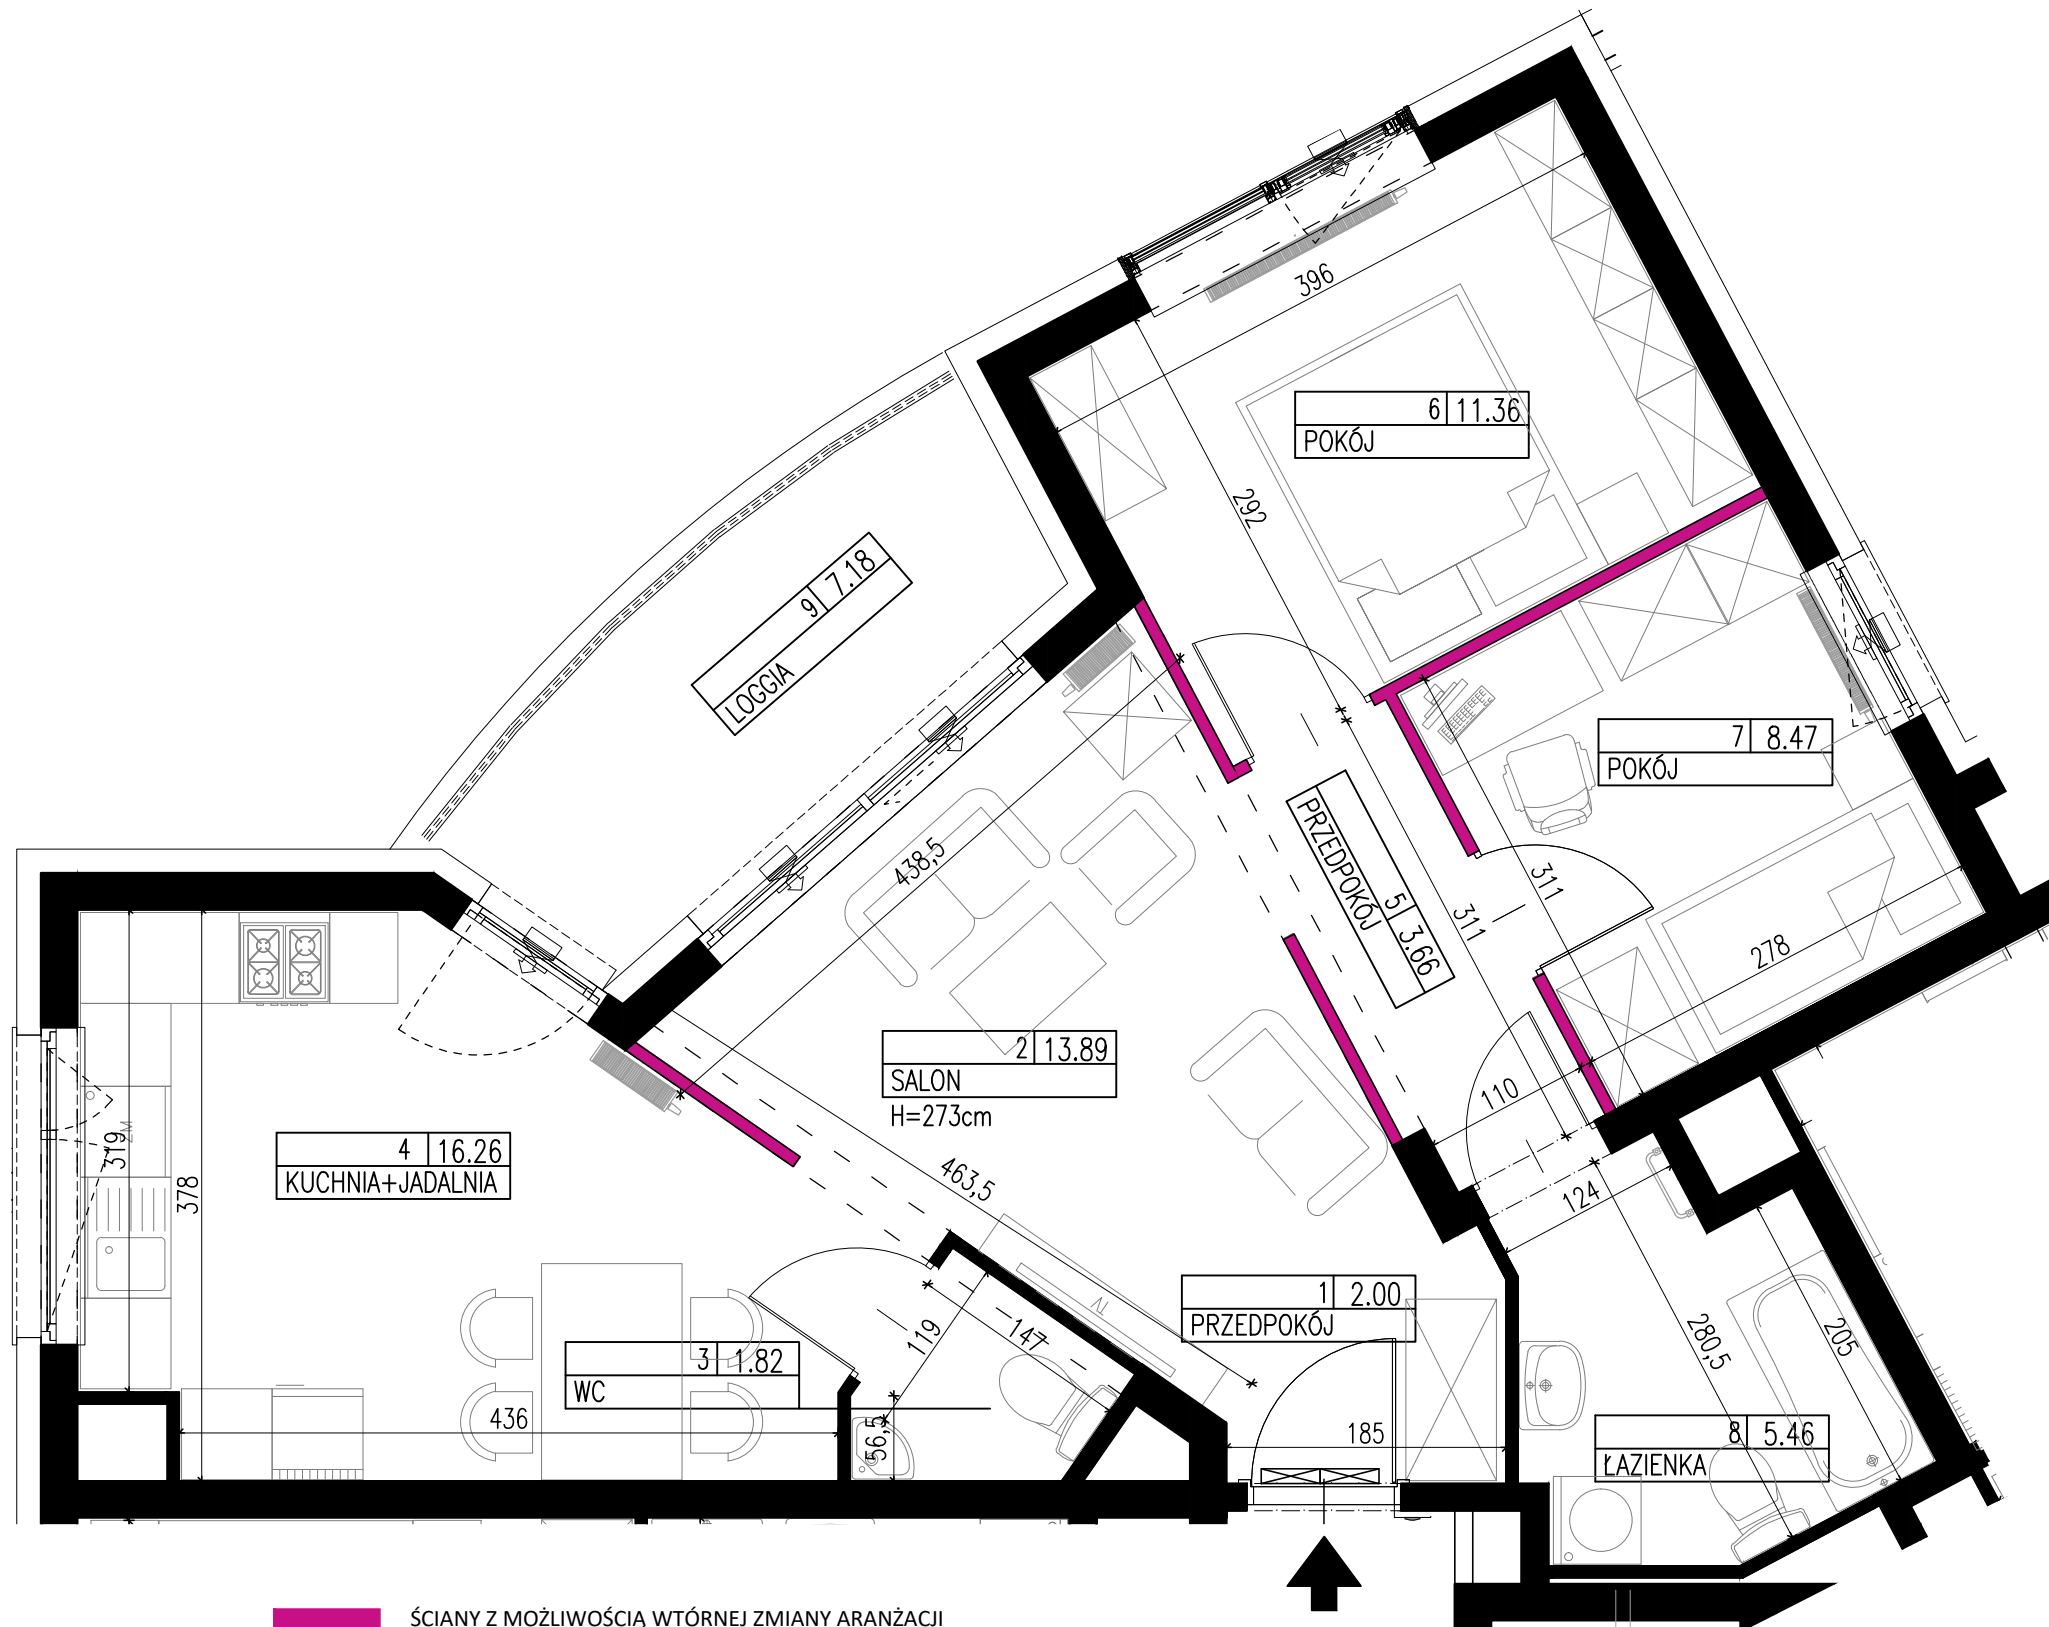 396
6 11.36
POKÓJ
292
9 7.18
LOGGIA
7 8.47
POKÓJ
438,5
5 3.66
PRZEDPOKÓJ
311
311
278
2 13.89
SALON
H=273cm
110
124
4 16.26
KUCHNIA+JADALNIA
319
ZM
378
463,5
1 2.00
PRZEDPOKÓJ
TV
119
147
280,5
205
3 1.82
WC
436
56,5
185
8 5.46
ŁAZIENKA
ŚCIANY Z MOŻLIWOŚCIĄ WTÓRNEJ ZMIANY ARANŻACJI